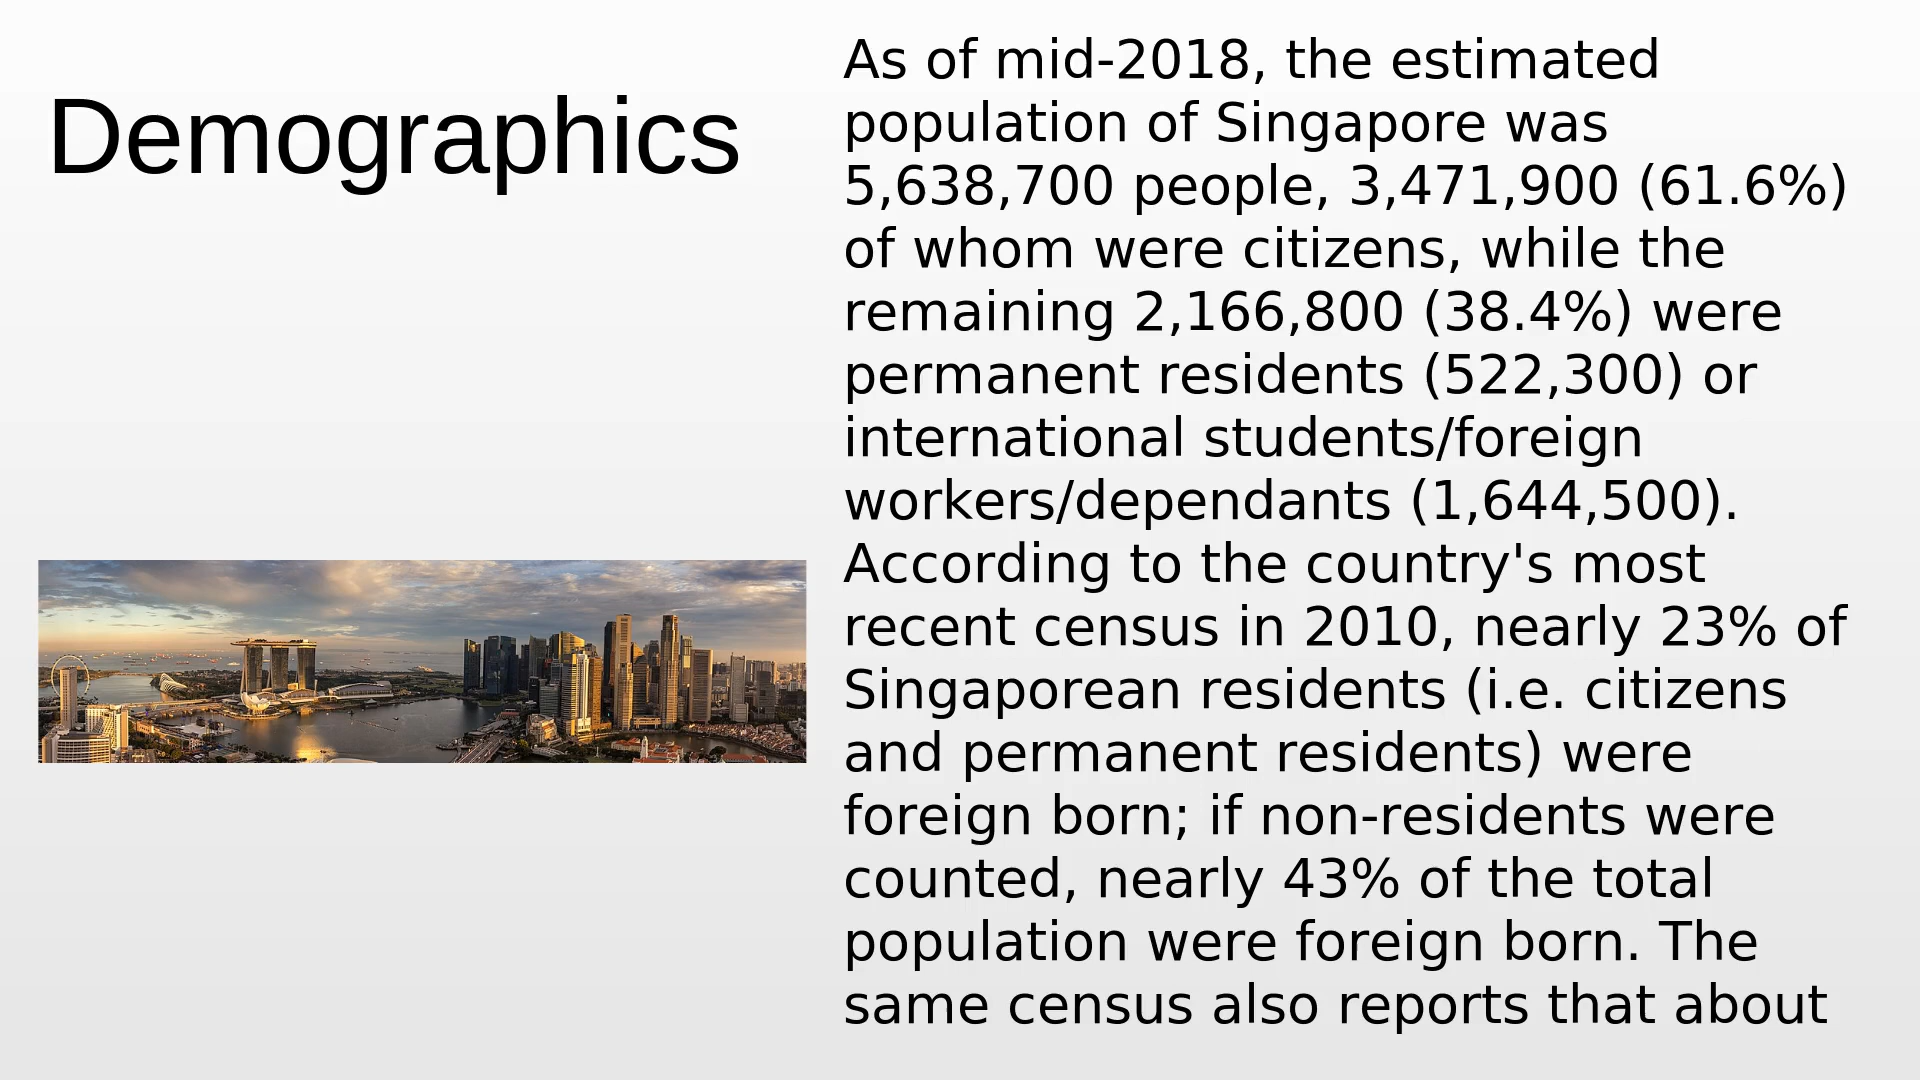 Demographics
As of mid-2018, the estimated
population of Singapore was
5,638,700 people, 3,471,900 (61.6%)
of whom were citizens, while the
remaining 2,166,800 (38.4%) were
permanent residents (522,300) or
international students/foreign
workers/dependants (1,644,500).
According to the country's most
recent census in 2010, nearly 23% of
Singaporean residents (i.e. citizens
and permanent residents) were
foreign born; if non-residents were
counted, nearly 43% of the total
population were foreign born. The
same census also reports that about